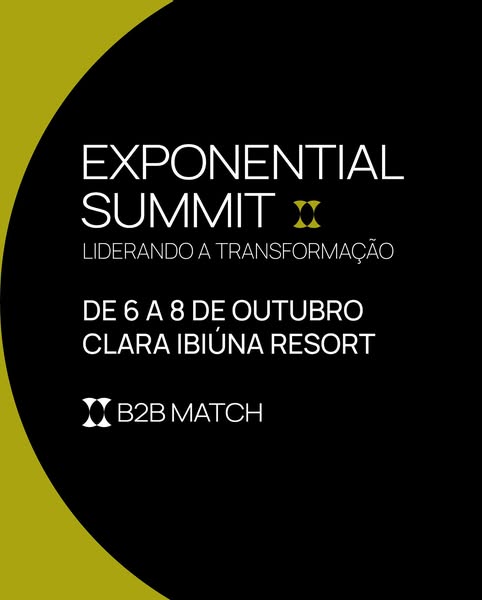 EXPONENTIAL
SUMMIT
LIDERANDO A TRANSFORMAÇÃO
DE 6 A 8 DE OUTUBRO
CLARA IBIÚNA RESORT
B2B MATCH